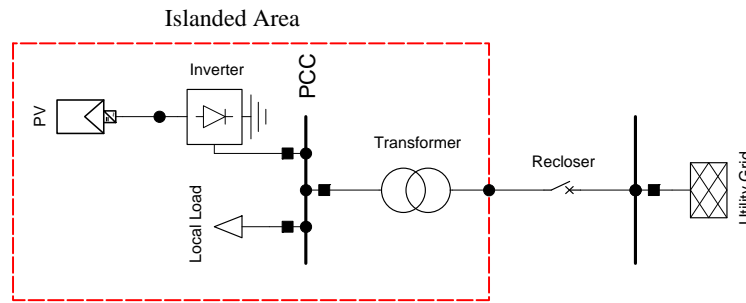 Islanded Area
Inverter
PCC
PV
Transformer
Recloser
Local Load
Utility Grid